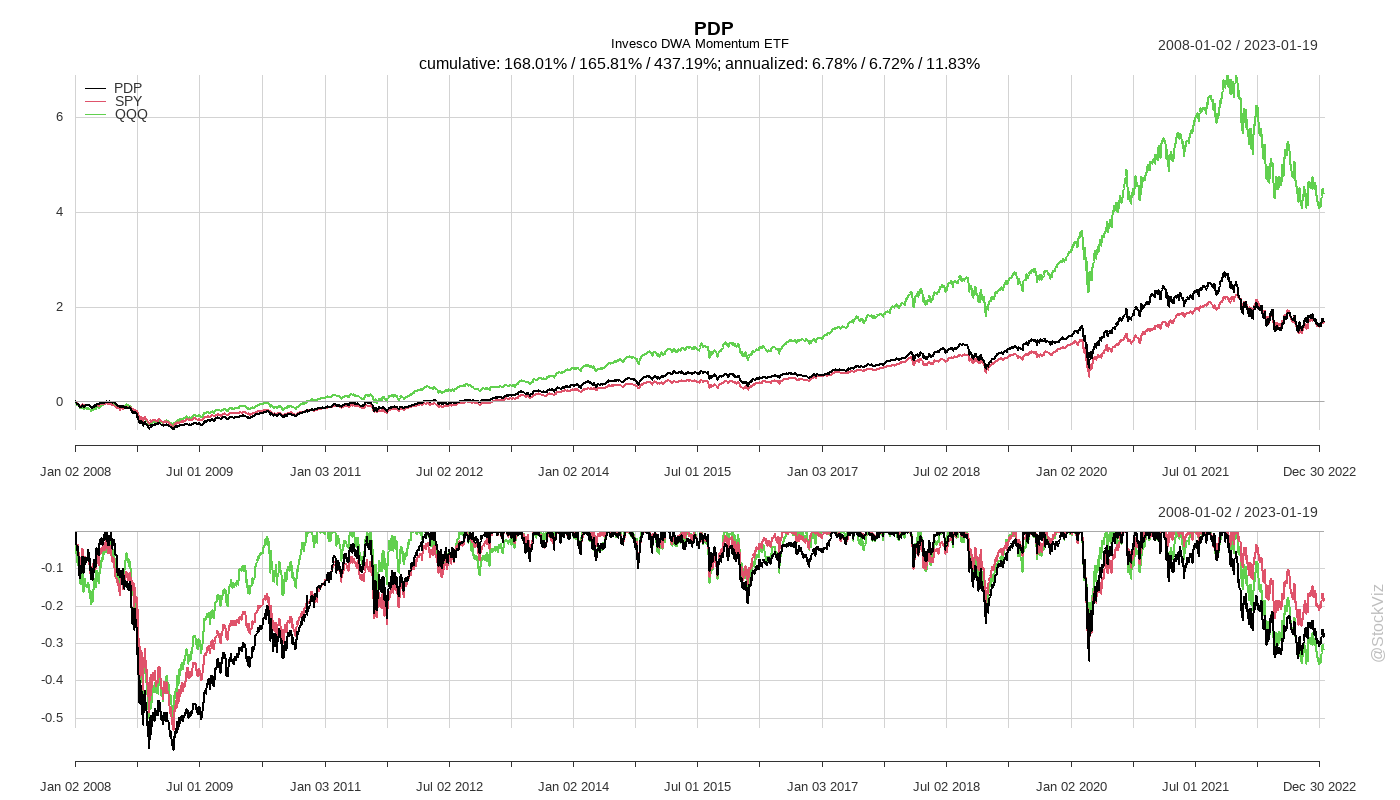 PDP
Invesco DWA Momentum ETF
2008-01-02 / 2023-01-19
cumulative: 168.01% / 165.81% / 437.19%; annualized: 6.78% / 6.72% / 11.83%
PDP
SPY
QQQ
6
4
2
0
Jan 02 2008 Jul 01 2009 Jan 03 2011 Jul 02 2012 Jan 02 2014 Jul 01 2015 Jan 03 2017 Jul 02 2018 Jan 02 2020 Jul 01 2021 Dec 30 2022
2008-01-02 / 2023-01-19
-0.1
-0.2
-0.3
-0.4
-0.5
Jan 02 2008 Jul 01 2009 Jan 03 2011 Jul 02 2012 Jan 02 2014 Jul 01 2015 Jan 03 2017 Jul 02 2018 Jan 02 2020 Jul 01 2021 Dec 30 2022
@StockViz